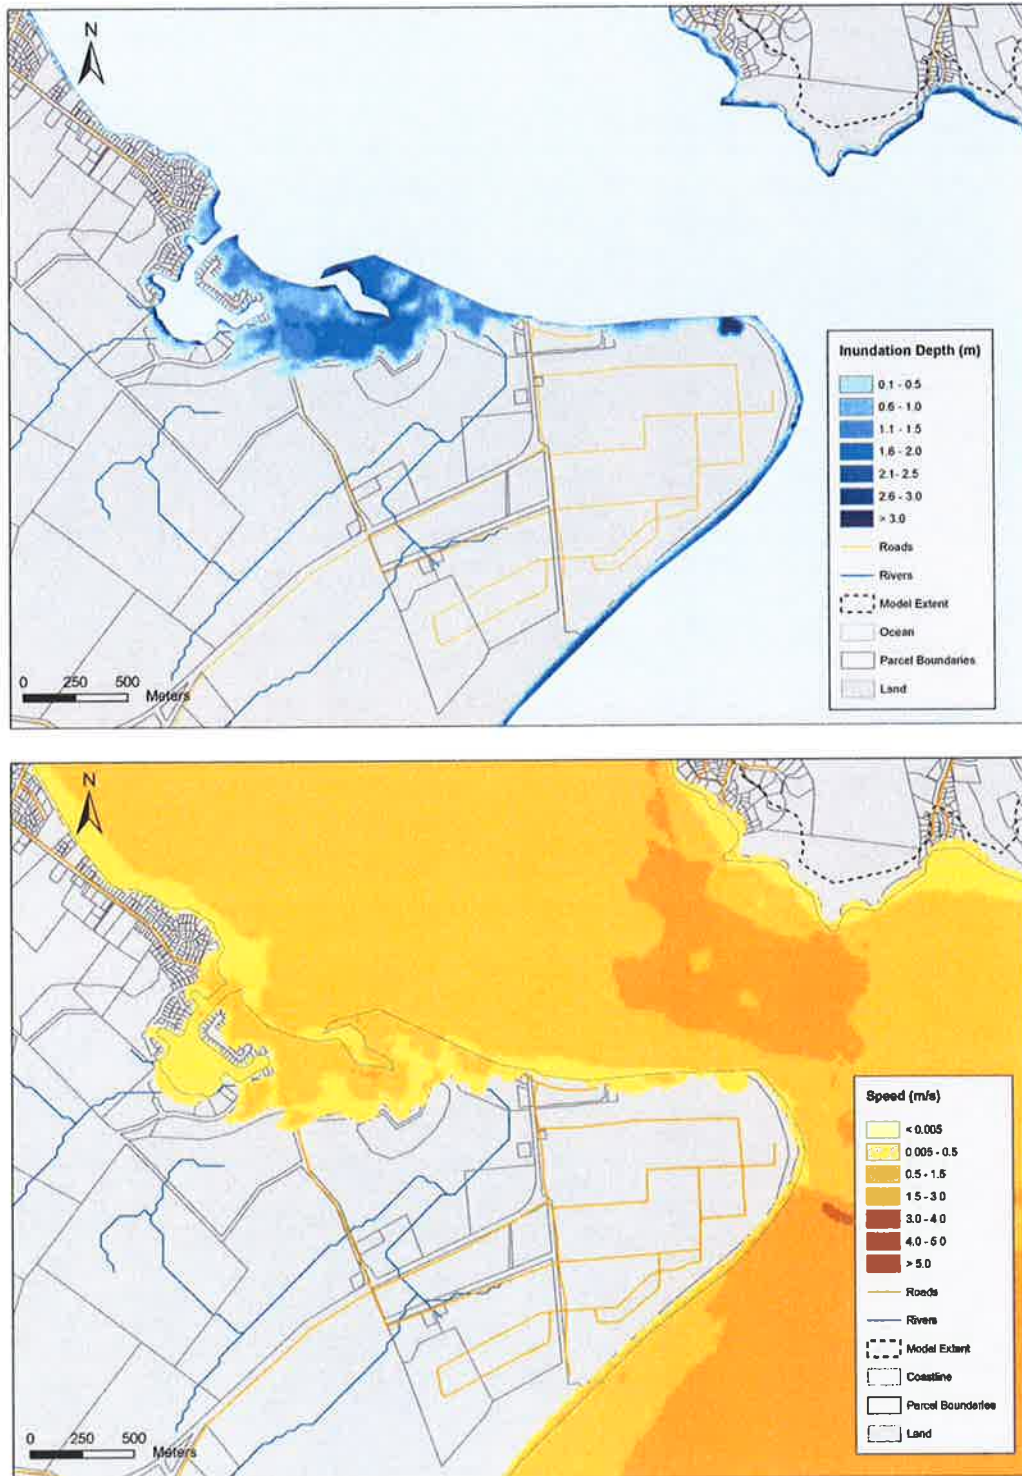 N
Inundation Depth (m)
0.1 - 0.5
0.6 - 1.0
1.1 - 1.5
1.6 - 2.0
2.1 - 2.5
2.6 - 3.0
> 3.0
Roads
Rivers
Model Extent
Ocean
Parcel Boundaries
Land
0 250 500
Meters
N
Speed (m/s)
< 0.005
0.005 - 0.5
0.5 - 1.5
1.5 - 3.0
3.0 - 4.0
4.0 - 5.0
> 5.0
Roads
Rivers
Model Extent
Coastline
Parcel Boundaries
Land
0 250 500
Meters